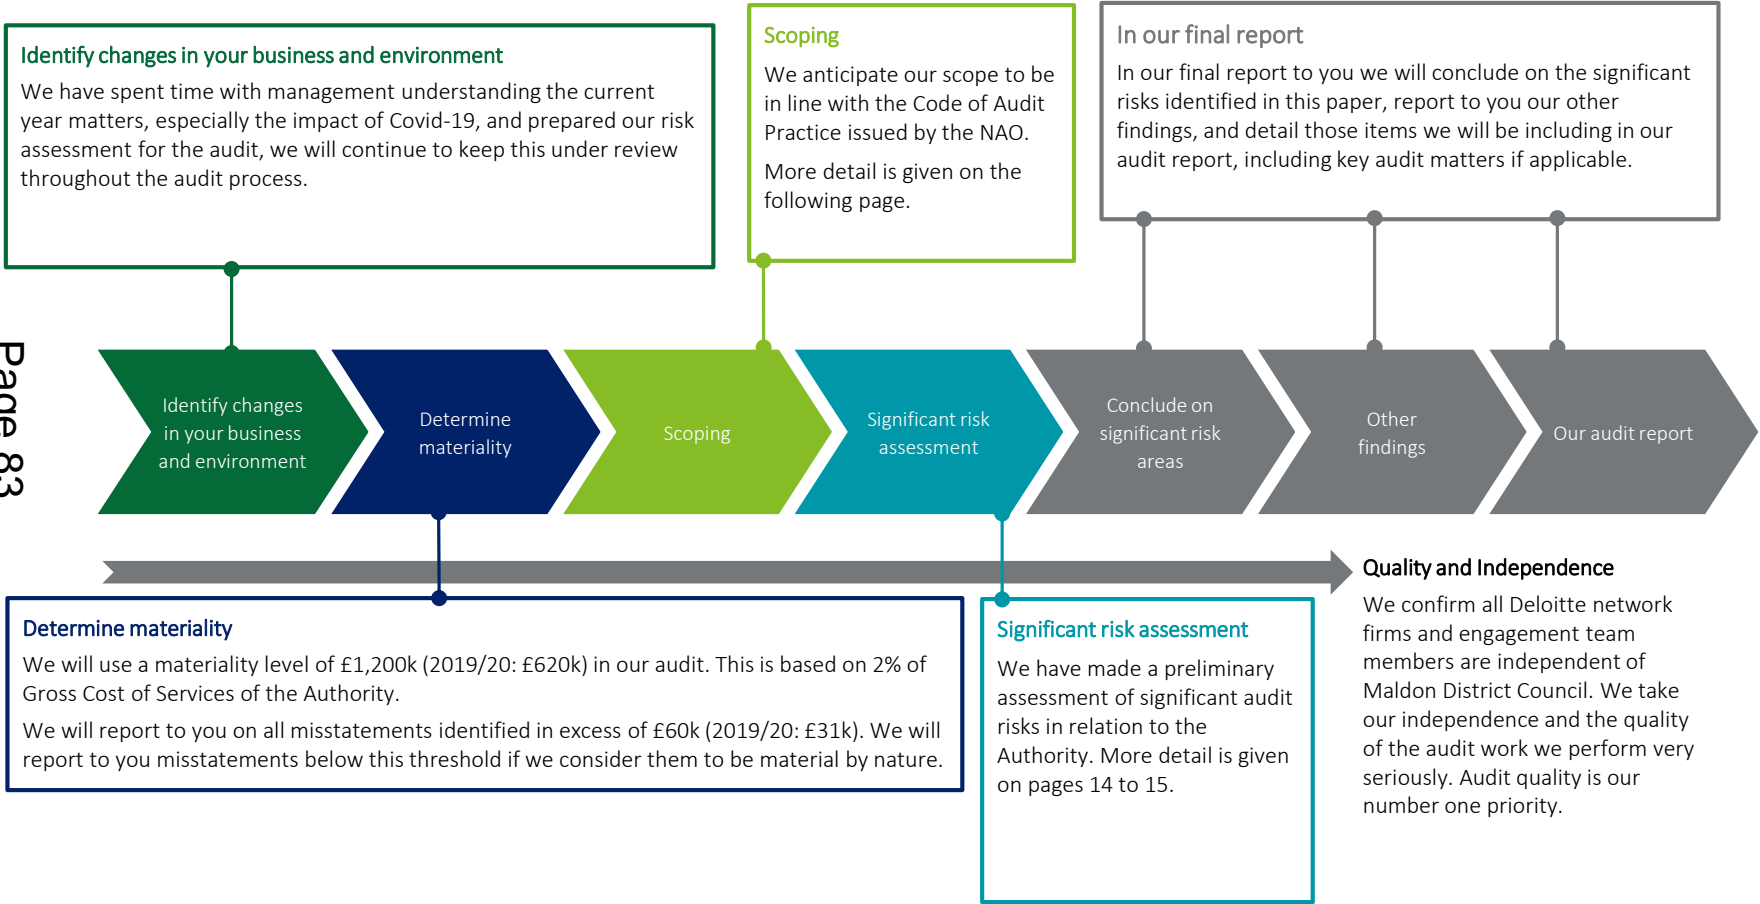 Identify changes in your business and environment
We have spent time with management understanding the current
year matters, especially the impact of Covid-19, and prepared our risk
assessment for the audit, we will continue to keep this under review
throughout the audit process.
Scoping
We anticipate our scope to be
in line with the Code of Audit
Practice issued by the NAO.
More detail is given on the
following page.
In our final report
In our final report to you we will conclude on the significant
risks identified in this paper, report to you our other
findings, and detail those items we will be including in our
audit report, including key audit matters if applicable.
Page 83
Identify changes
in your business
and environment
Determine
materiality
Scoping
Significant risk
assessment
Conclude on
significant risk
areas
Other
findings
Our audit report
Determine materiality
We will use a materiality level of £1,200k (2019/20: £620k) in our audit. This is based on 2% of
Gross Cost of Services of the Authority.
We will report to you on all misstatements identified in excess of £60k (2019/20: £31k). We will
report to you misstatements below this threshold if we consider them to be material by nature.
Significant risk assessment
We have made a preliminary
assessment of significant audit
risks in relation to the
Authority. More detail is given
on pages 14 to 15.
Quality and Independence
We confirm all Deloitte network
firms and engagement team
members are independent of
Maldon District Council. We take
our independence and the quality
of the audit work we perform very
seriously. Audit quality is our
number one priority.